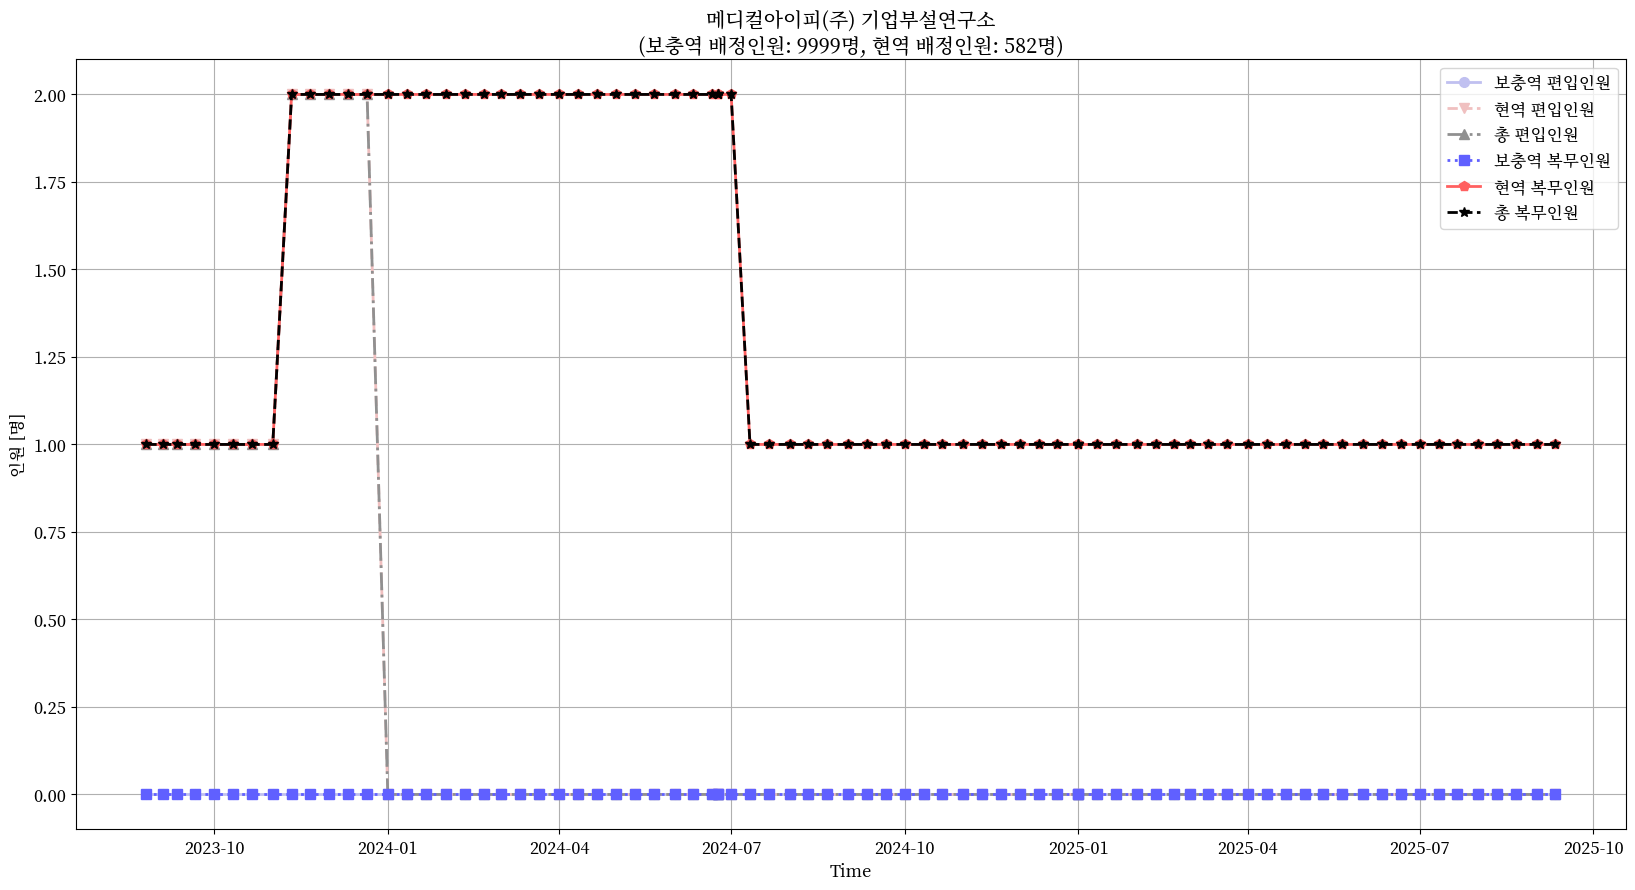 메디컬아이피(주) 기업부설연구소
(보충역 배정인원: 9999명, 현역 배정인원: 582명)
보충역 편입인원
현역 편입인원
총 편입인원
보충역 복무인원
현역 복무인원
총 복무인원
인원 [명]
2.00
1.75
1.50
1.25
1.00
0.75
0.50
0.25
0.00
2023-10
2024-01
2024-04
2024-07
2024-10
2025-01
2025-04
2025-07
2025-10
Time